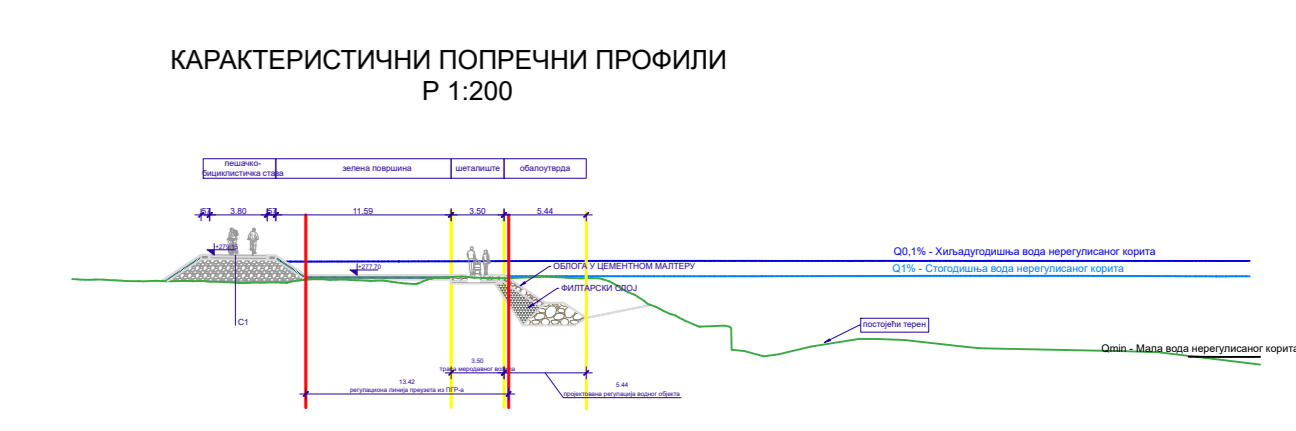 КАРАКТЕРИСТИЧНИ ПОПРЕЧНИ ПРОФИЛИ
Р 1:200
пешачко-
бициклистичка стаза
зелена површина
шеталиште
обалоутврда
57
3.80
57
11.59
3.50
5.44
Q0,1% - Хиљадугодишња вода нерегулисаног корита
Q1% - Стогодишња вода нерегулисаног корита
+277.70
ОБЛОГА У ЦЕМЕНТНОМ МАЛТЕРУ
ФИЛТАРСКИ СЛОЈ
C1
постојећи терен
Qmin - Мала вода нерегулисаног корита
3.50
трака меродавног
13.42
регулациона линија преузета из ПГР-а
5.44
пројектована регулација водног објекта